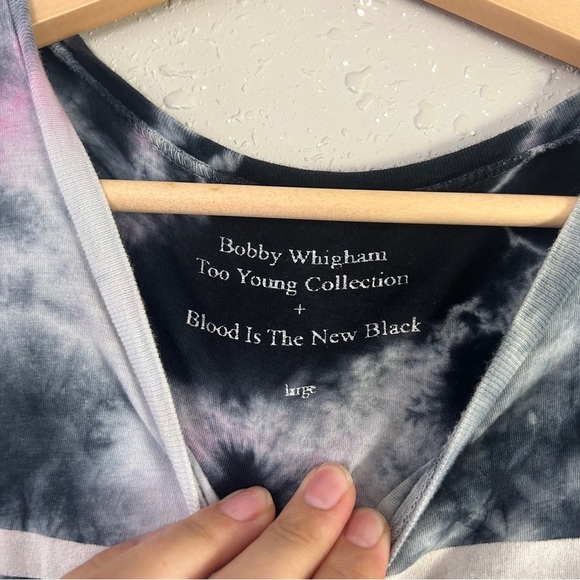 Bobby Whigham
Too Young Collection
+
Blood Is The New Black
large